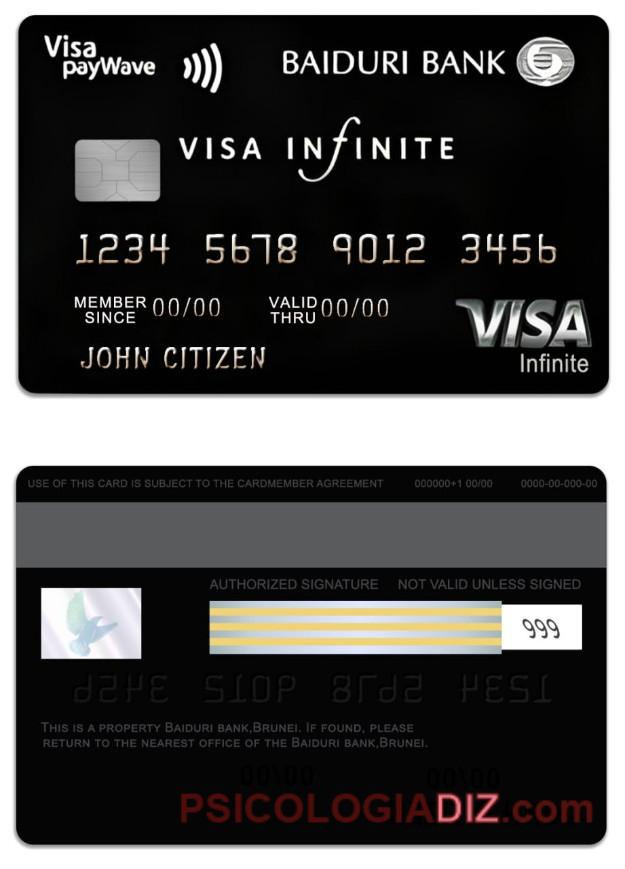 Visa
payWave
BAIDURI BANK
VISA INFINITE
1234 5678 9012 3456
MEMBER SINCE 00/00 VALID THRU 00/00
JOHN CITIZEN
VISA
Infinite
USE OF THIS CARD IS SUBJECT TO THE CARDMEMBER AGREEMENT 000000+1 00/00 0000-00-000-00
AUTHORIZED SIGNATURE NOT VALID UNLESS SIGNED
999
THIS IS A PROPERTY BAIDURI BANK,BRUNEI. IF FOUND, PLEASE
RETURN TO THE NEAREST OFFICE OF THE BAIDURI BANK,BRUNEI.
PSICOLOGIADIZ.com